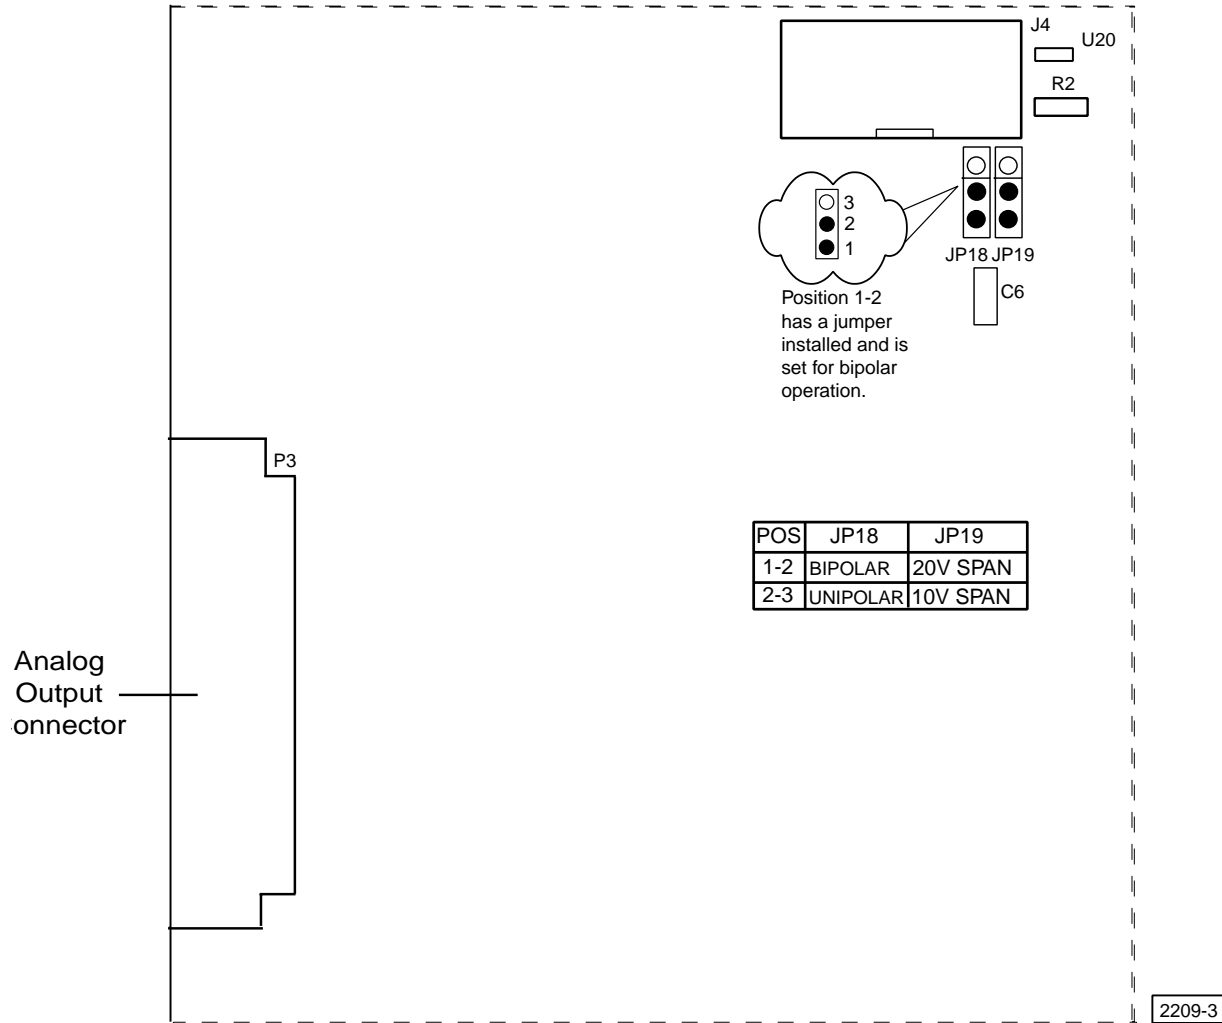 J4
U20
R2
3
2
1
JP18 JP19
C6
Position 1-2
has a jumper
installed and is
set for bipolar
operation.
P3
POS JP18 JP19
1-2 BIPOLAR 20V SPAN
2-3 UNIPOLAR 10V SPAN
Analog
Output
onnector
2209-3